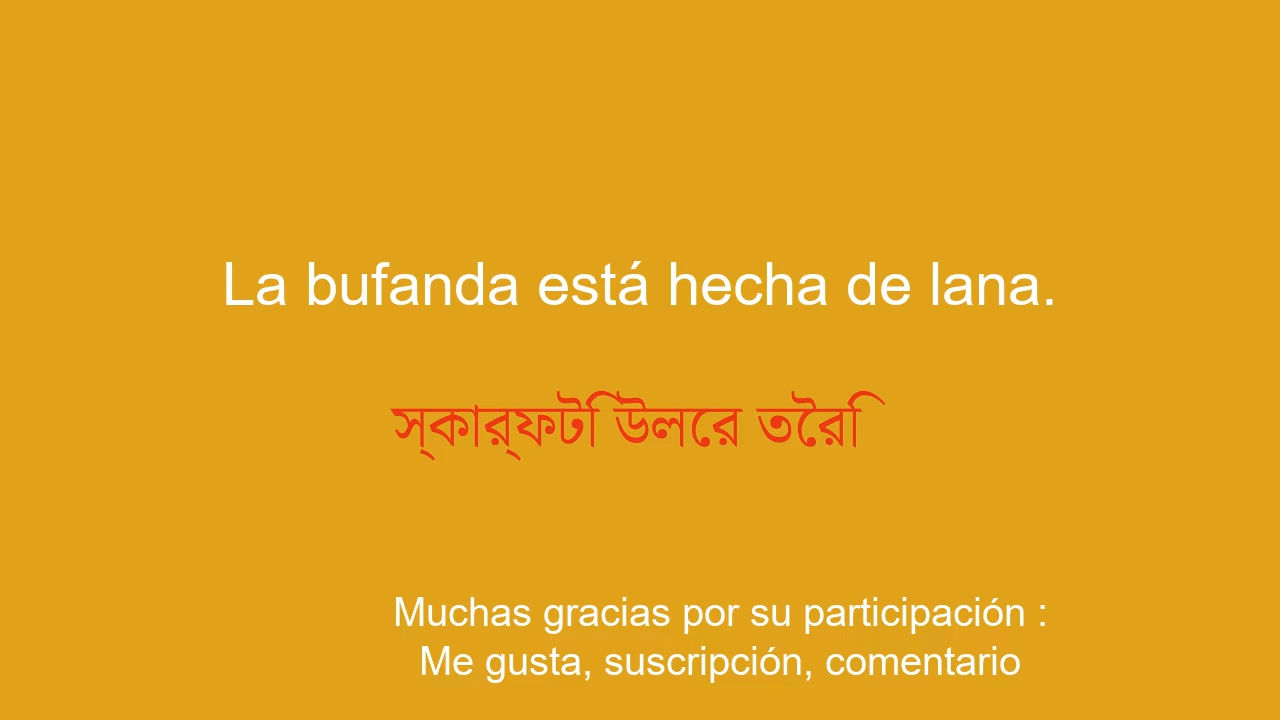 La bufanda está hecha de lana.
স্কার্ফটি উলের তৈরি
Muchas gracias por su participación :
Me gusta, suscripción, comentario